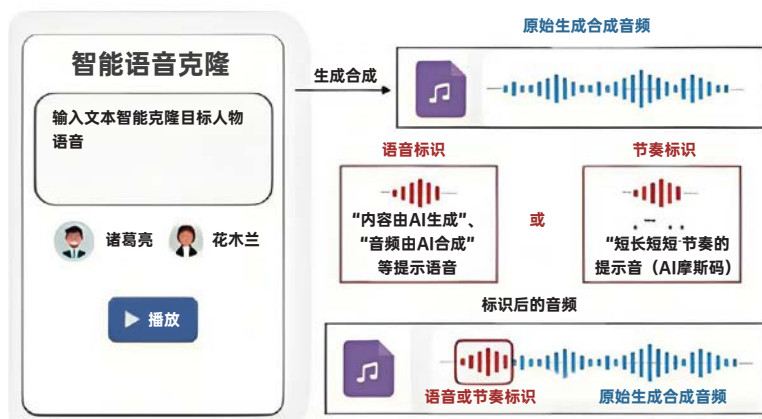 智能语音克隆
输入文本智能克隆目标人物
语音
诸葛亮
花木兰
播放
生成合成
原始生成合成音频
语音标识
"内容由AI生成"、
"音频由AI合成"
等提示语音
或
节奏标识
"短长短短"节奏的
提示音（AI摩斯码）
标识后的音频
语音或节奏标识
原始生成合成音频